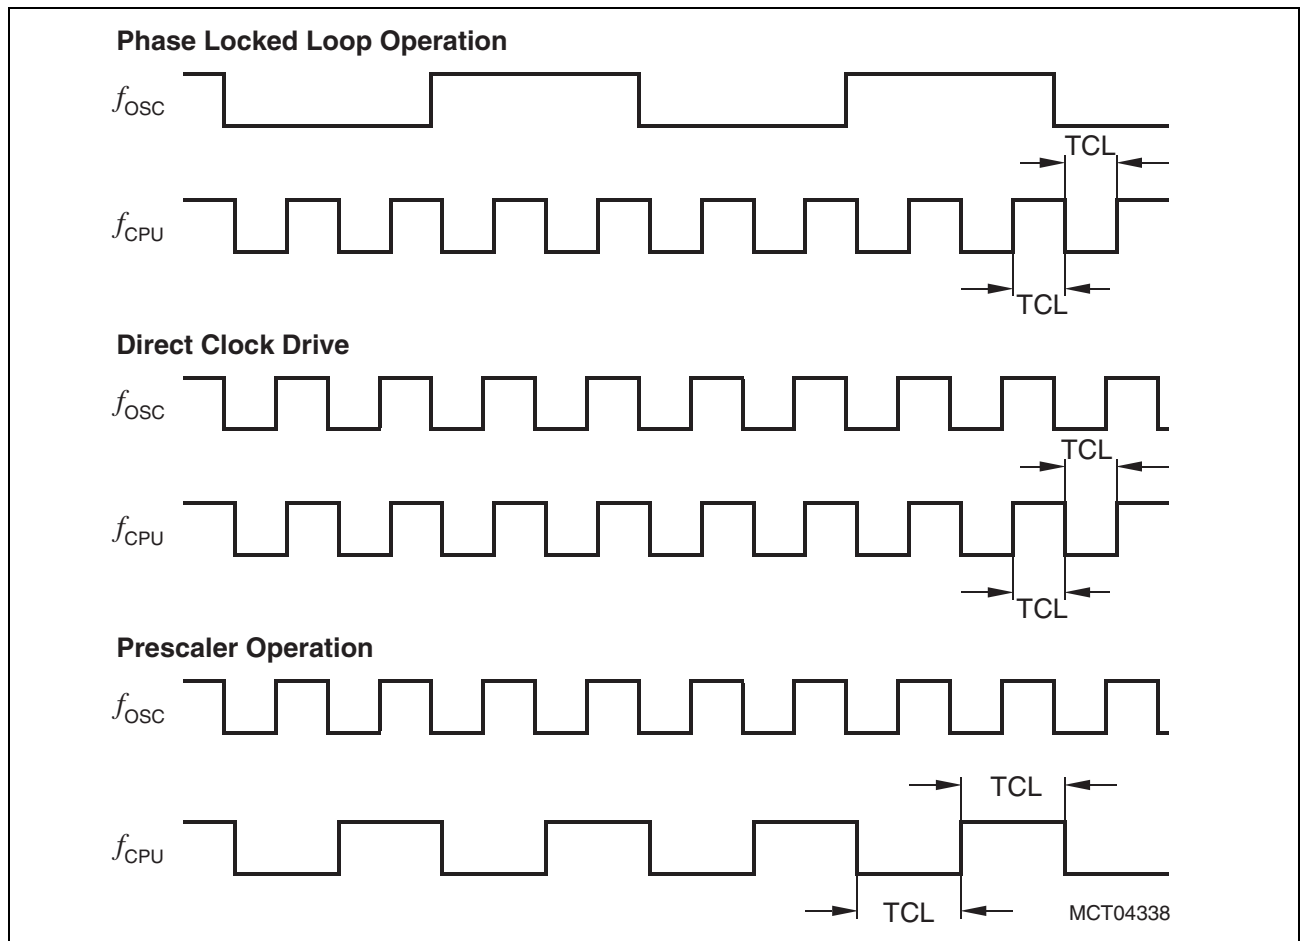 Phase Locked Loop Operation
fOSC
TCL
fCPU
TCL
Direct Clock Drive
fOSC
TCL
fCPU
TCL
Prescaler Operation
fOSC
TCL
fCPU
TCL
MCT04338